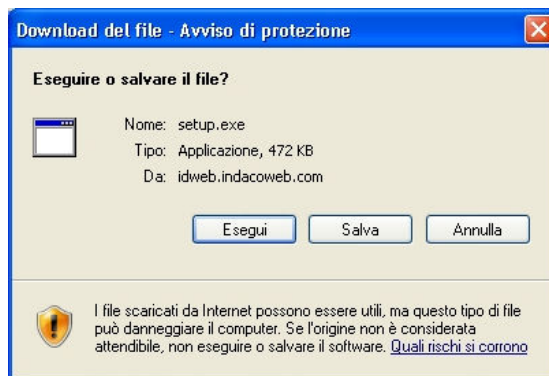 Download del file - Avviso di protezione
Eseguire o salvare il file?
Nome: setup.exe
Tipo: Applicazione, 472 KB
Da: idweb.indacoweb.com
Esegui Salva Annulla
I file scaricati da Internet possono essere utili, ma questo tipo di file
può danneggiare il computer. Se l'origine non è considerata
attendibile, non eseguire o salvare il software. Quali rischi si corrono